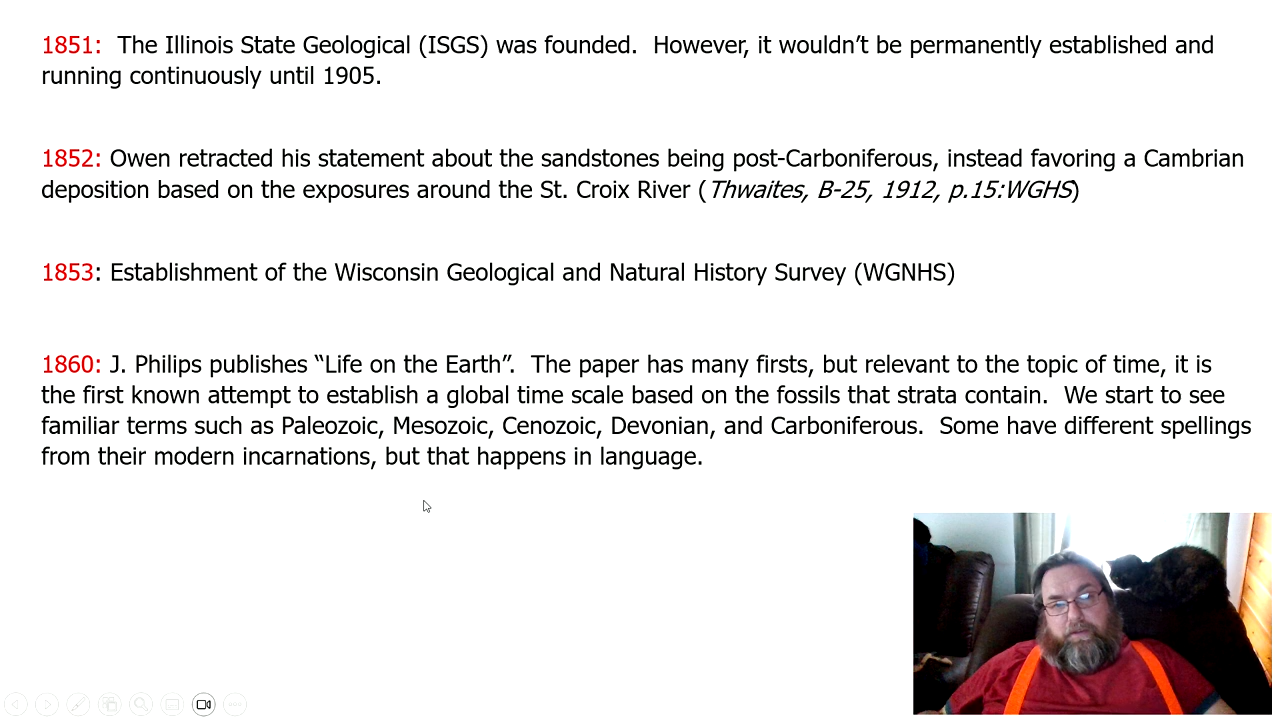 1851:  The Illinois State Geological (ISGS) was founded.  However, it wouldn’t be permanently established and
running continuously until 1905.
1852: Owen retracted his statement about the sandstones being post-Carboniferous, instead favoring a Cambrian
deposition based on the exposures around the St. Croix River (Thwaites, B-25, 1912, p.15:WGHS)
1853: Establishment of the Wisconsin Geological and Natural History Survey (WGNHS)
1860: J. Philips publishes “Life on the Earth”.  The paper has many firsts, but relevant to the topic of time, it is
the first known attempt to establish a global time scale based on the fossils that strata contain.  We start to see
familiar terms such as Paleozoic, Mesozoic, Cenozoic, Devonian, and Carboniferous.  Some have different spellings
from their modern incarnations, but that happens in language.